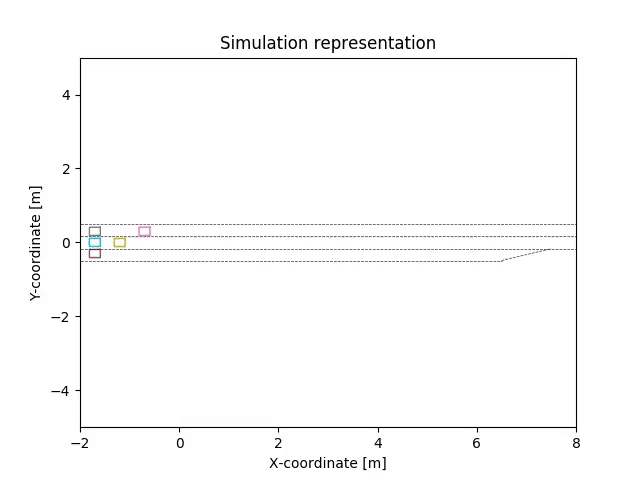 Simulation representation
Y-coordinate [m]
4
2
0
−2
−4
−2 0 2 4 6 8
X-coordinate [m]